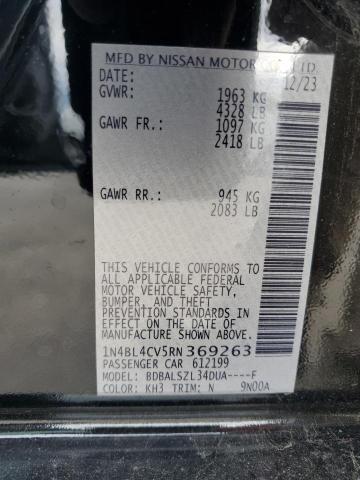 MFD BY NISSAN MOTOR CO., LTD
DATE: 12/23
GVWR: 1963 KG
4328 LB
GAWR FR.: 1097 KG
2418 LB
GAWR RR.: 945 KG
2083 LB
THIS VEHICLE CONFORMS TO
ALL APPLICABLE FEDERAL
MOTOR VEHICLE SAFETY,
BUMPER, AND THEFT
PREVENTION STANDARDS IN
EFFECT ON THE DATE OF
MANUFACTURE SHOWN ABOVE.
1N4BL4CV5RN369263
PASSENGER CAR 612199
MODEL: BDBALSZL34DUA----F
COLOR: KH3 TRIM: N 9N00A